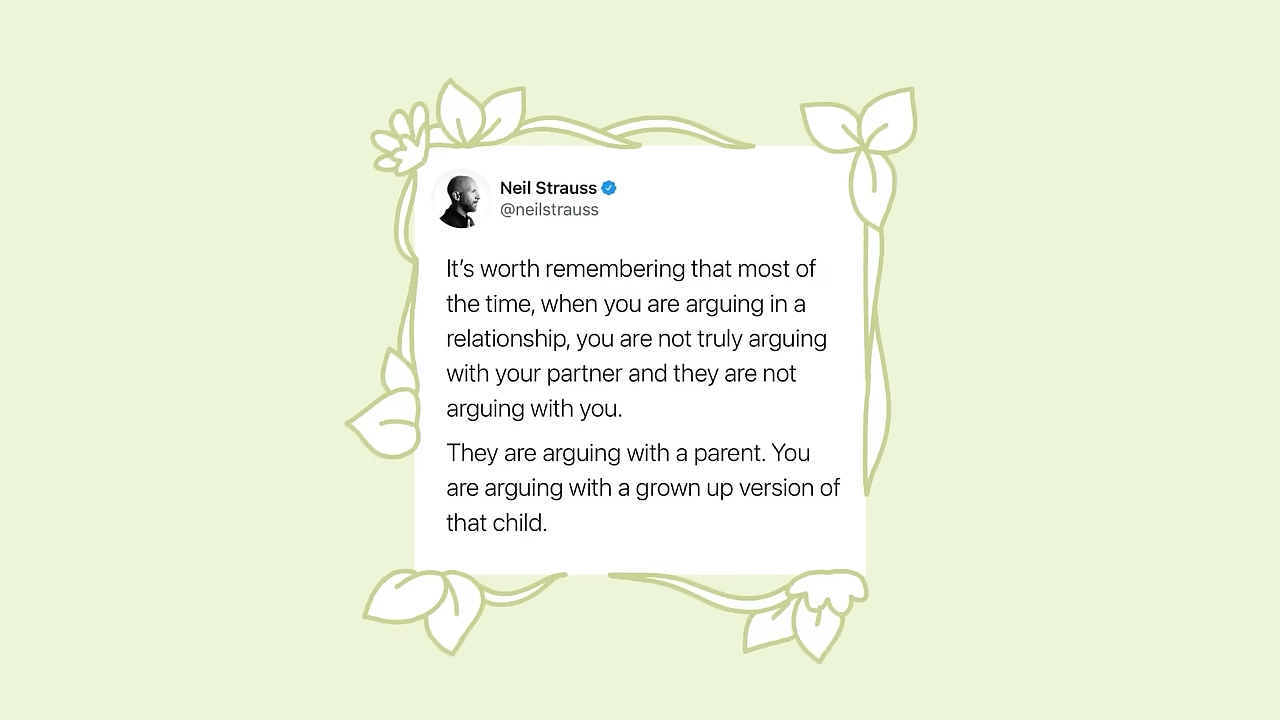 Neil Strauss
@neilstrauss
It’s worth remembering that most of
the time, when you are arguing in a
relationship, you are not truly arguing
with your partner and they are not
arguing with you.
They are arguing with a parent. You
are arguing with a grown up version of
that child.